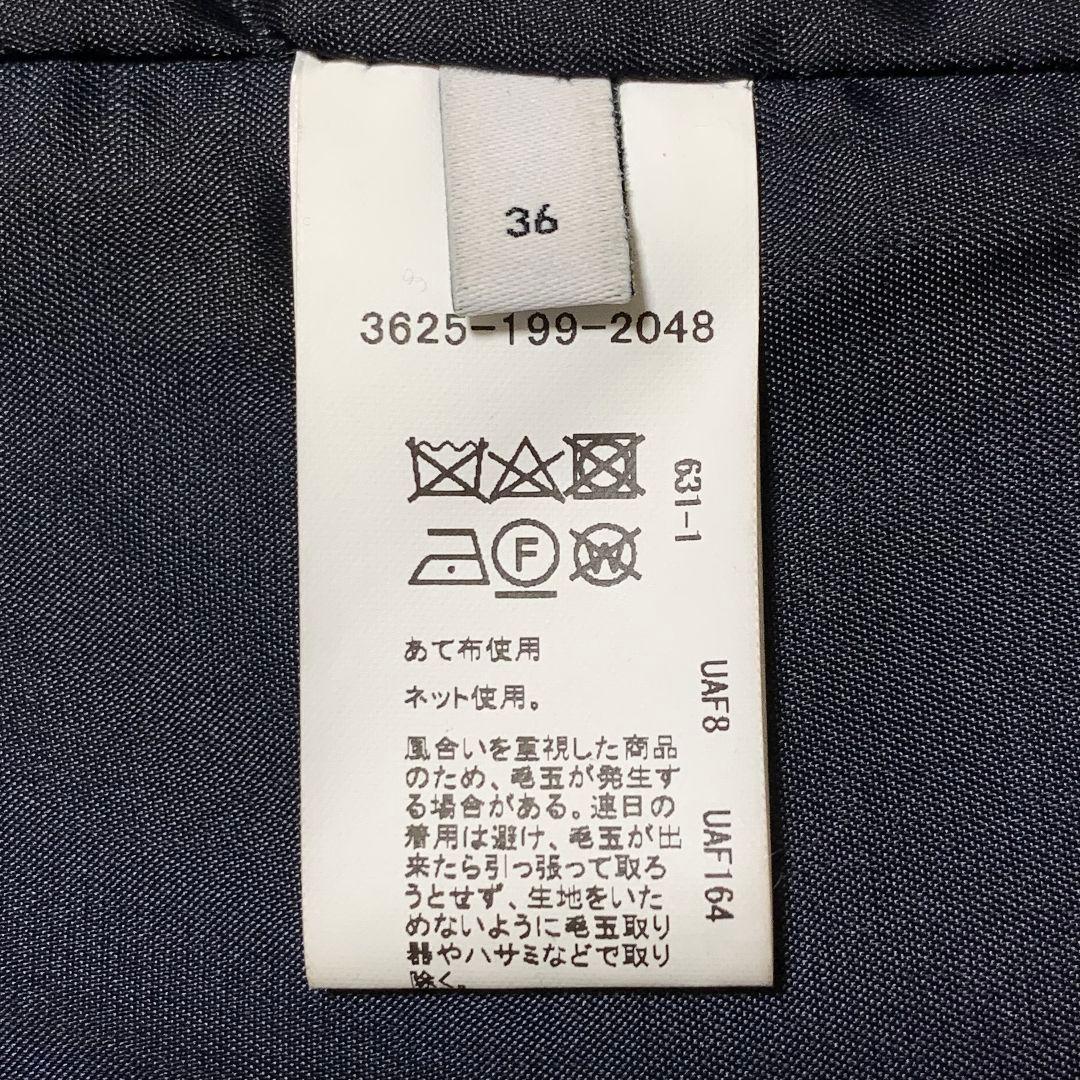 36
3625-199-2048
631-1
F
W
あて布使用
ネット使用。
UAF8 UAF164
風合いを重視した商品
のため、毛玉が発生す
る場合がある。連日の
着用は避け、毛玉が出
来たら引っ張って取ろ
うとせず、生地をいた
めないように毛玉取り
器やハサミなどで取り
除く。